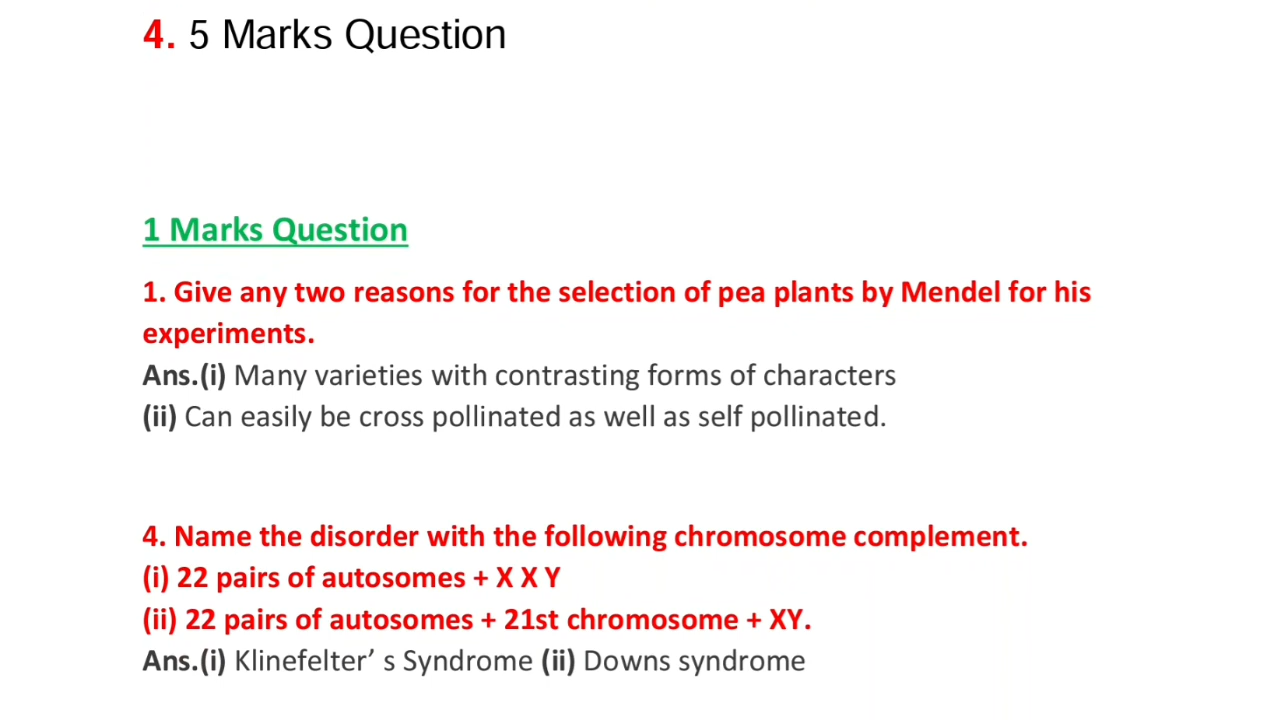 4. 5 Marks Question
1 Marks Question
1. Give any two reasons for the selection of pea plants by Mendel for his
experiments.
Ans.(i) Many varieties with contrasting forms of characters
(ii) Can easily be cross pollinated as well as self pollinated.
4. Name the disorder with the following chromosome complement.
(i) 22 pairs of autosomes + X X Y
(ii) 22 pairs of autosomes + 21st chromosome + XY.
Ans.(i) Klinefelter’ s Syndrome (ii) Downs syndrome